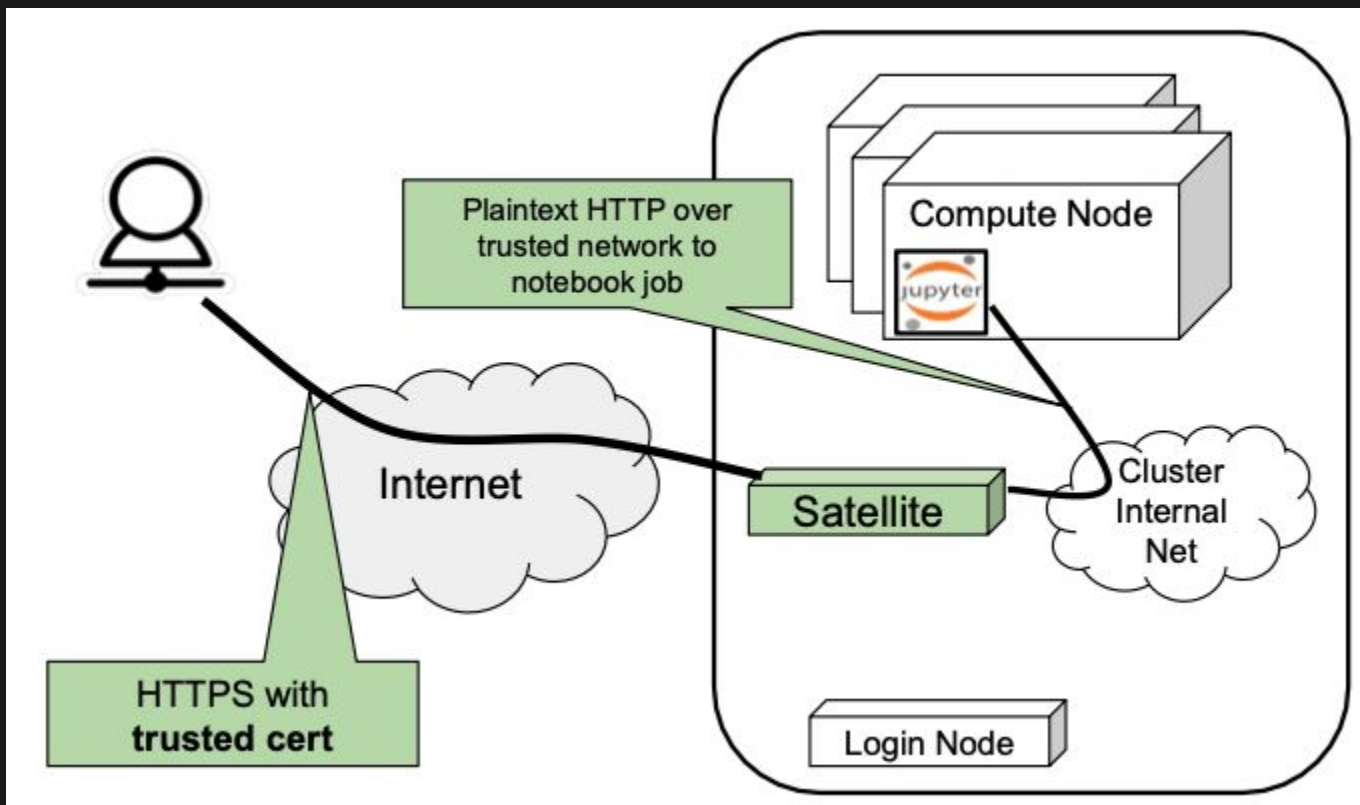 Plaintext HTTP over
trusted network to
notebook job
Compute Node
jupyter
Internet
Satellite
Cluster
Internal
Net
HTTPS with
trusted cert
Login Node